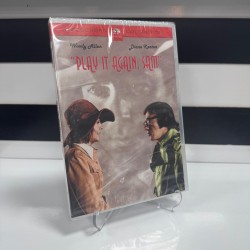 Woody Allen Diane Keaton
"PLAY IT AGAIN, SAM"